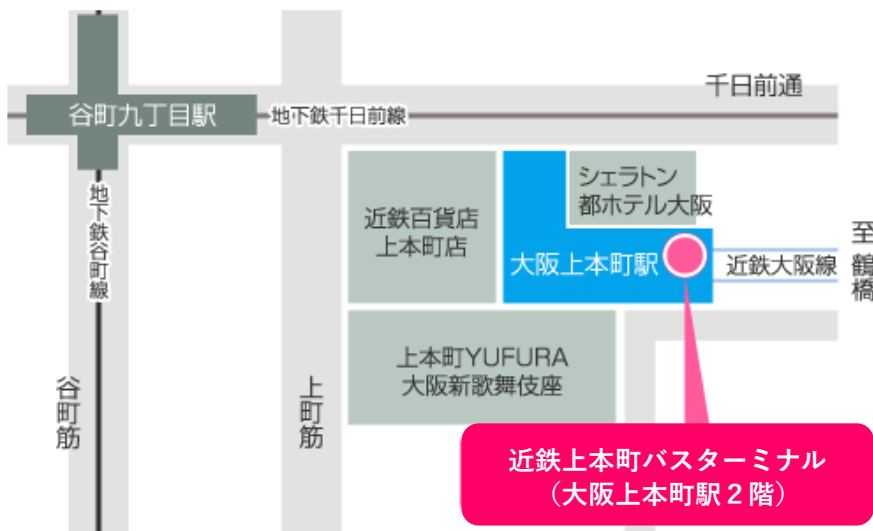 千日前通
谷町九丁目駅
地下鉄千日前線
シェラトン
都ホテル大阪
近鉄百貨店
上本町店
大阪上本町駅
近鉄大阪線
至鶴橋
地下鉄谷町線
上本町YUFURA
大阪新歌舞伎座
谷町筋
上町筋
近鉄上本町バスターミナル
（大阪上本町駅２階）